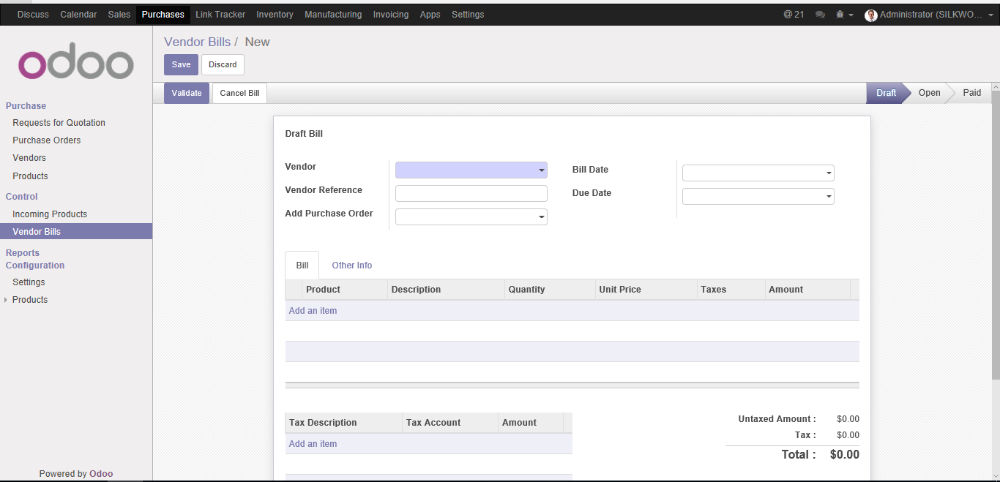 Discuss Calendar Sales Purchases Link Tracker Inventory Manufacturing Invoicing Apps Settings @ 21 Administrator (SILKWO...
odoo
Vendor Bills / New
Save Discard
Validate Cancel Bill Draft Open Paid
Purchase
Requests for Quotation
Purchase Orders
Vendors
Products
Control
Incoming Products
Vendor Bills
Reports
Configuration
Settings
Products
Powered by Odoo
Draft Bill
Vendor Bill Date
Vendor Reference Due Date
Add Purchase Order
Bill Other Info
Product Description Quantity Unit Price Taxes Amount
Add an item
Tax Description Tax Account Amount
Add an item
Untaxed Amount : $0.00
Tax : $0.00
Total : $0.00